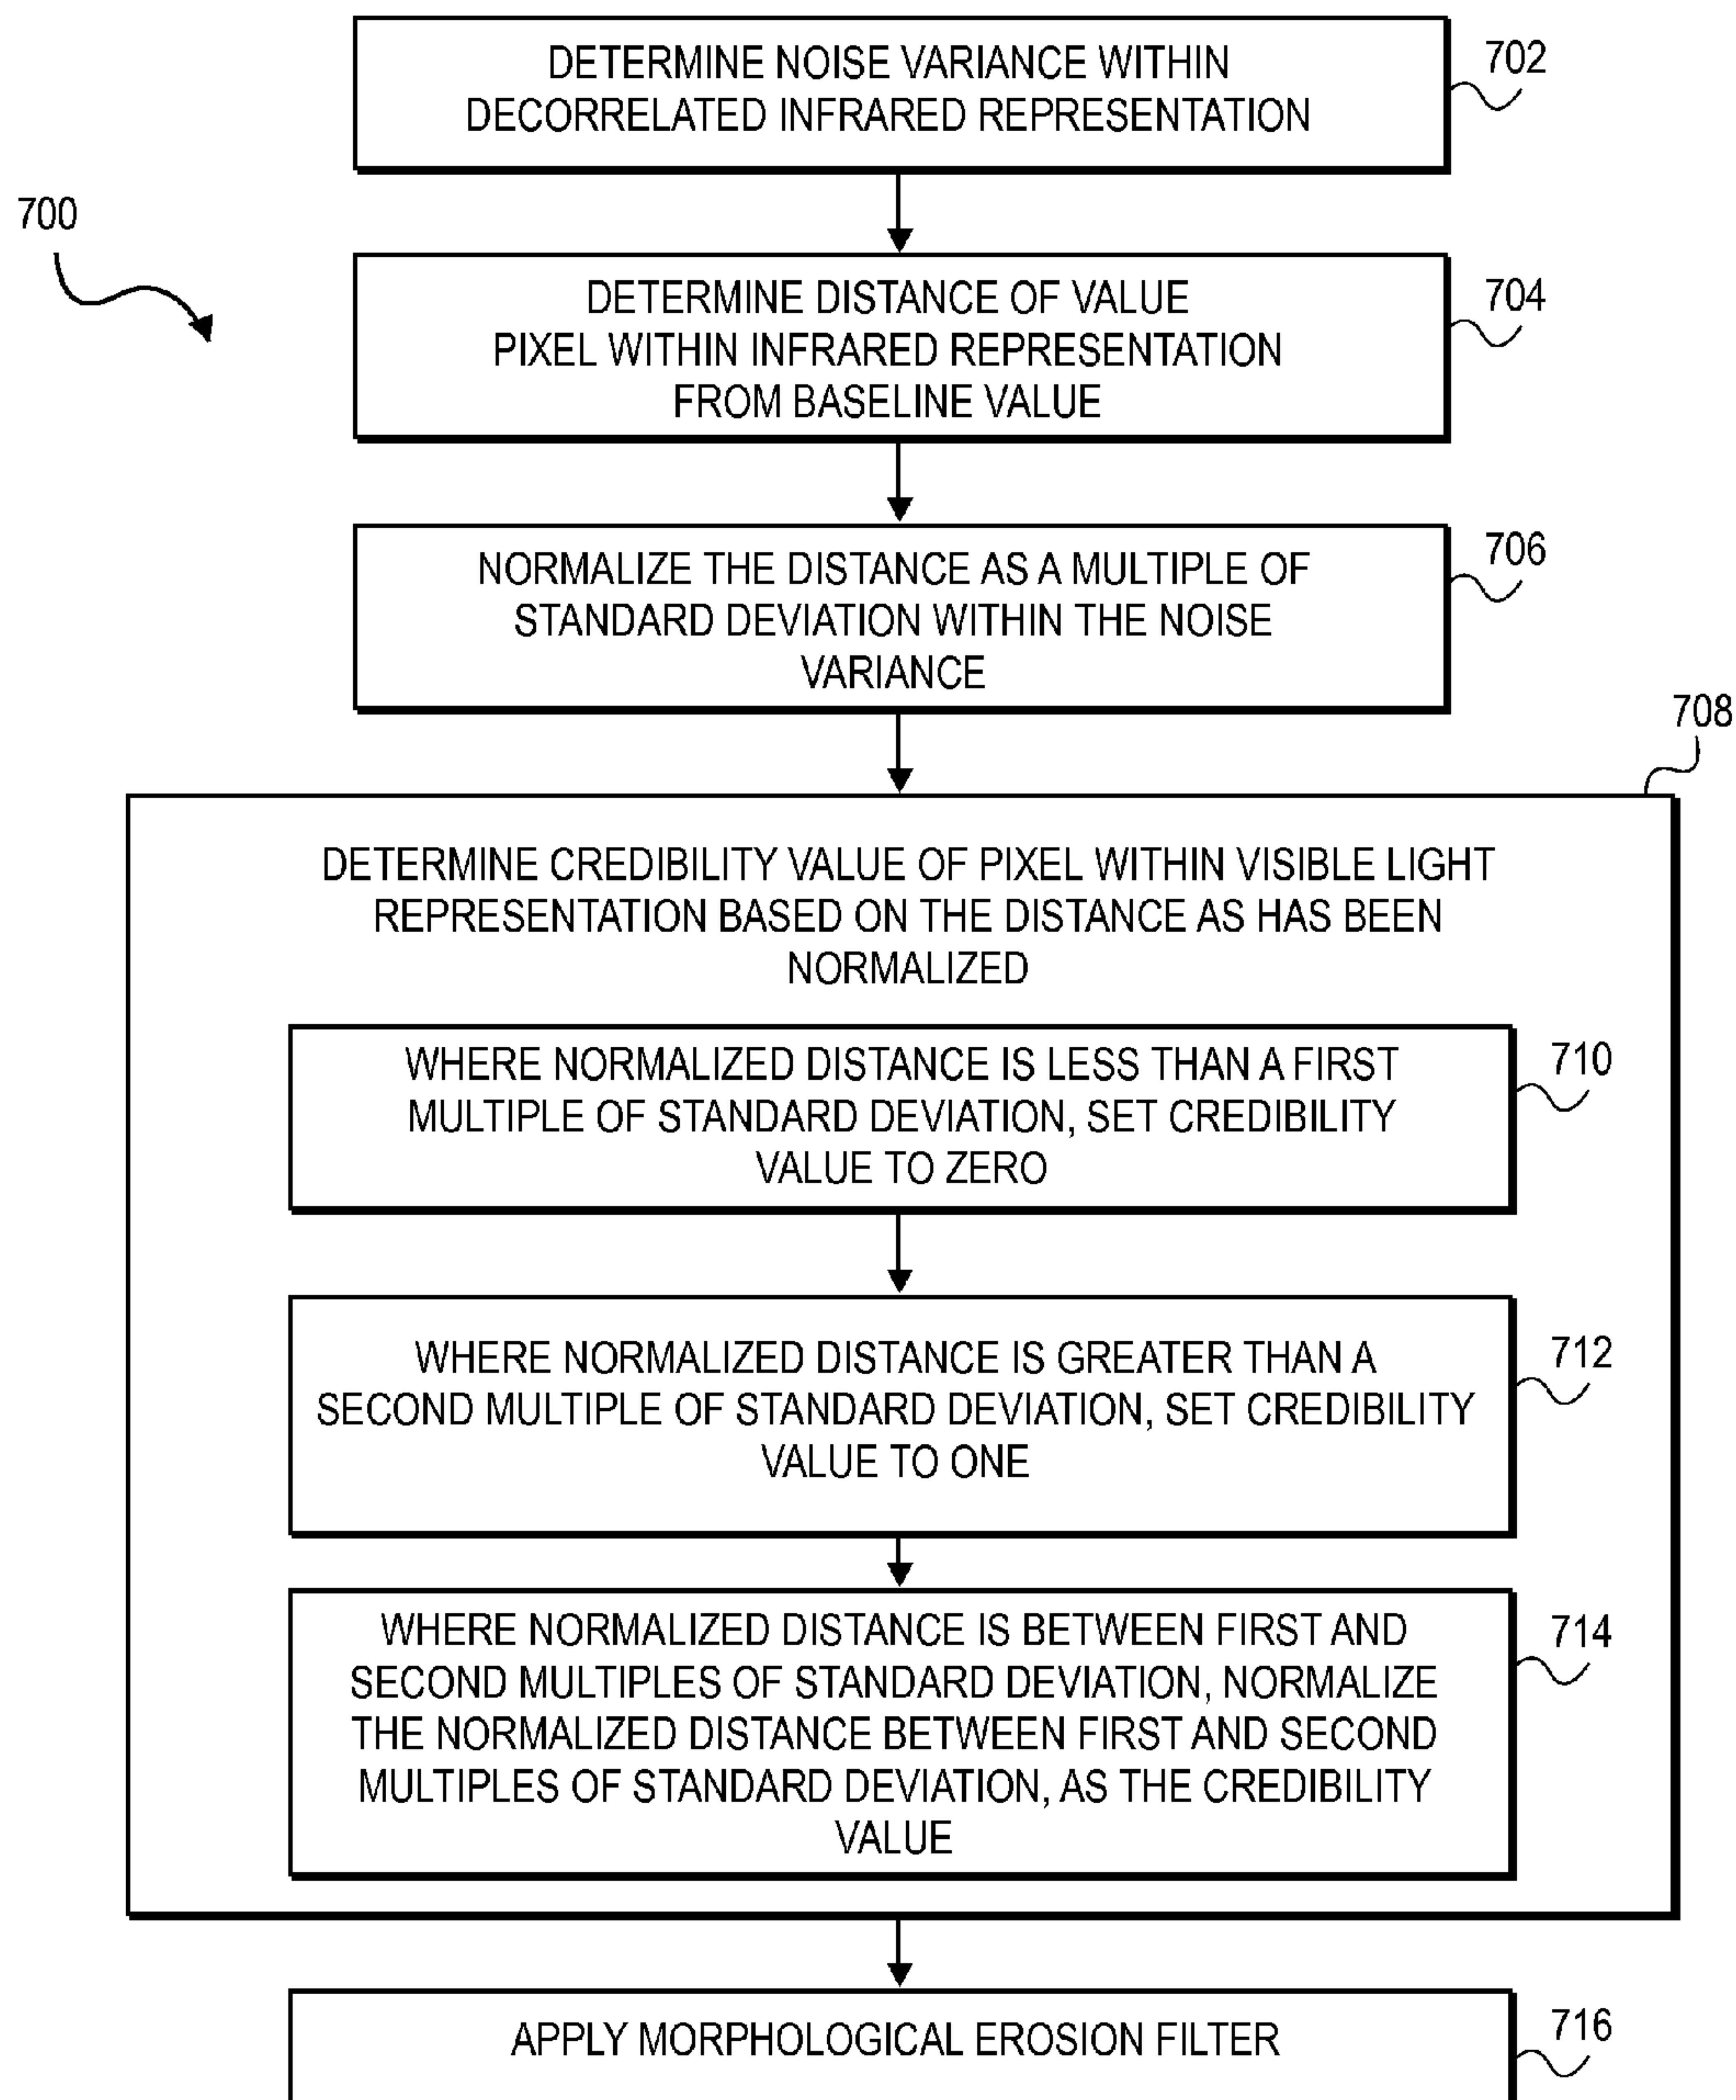 DETERMINE NOISE VARIANCE WITHIN
DECORRELATED INFRARED REPRESENTATION
702
700
DETERMINE DISTANCE OF VALUE
PIXEL WITHIN INFRARED REPRESENTATION
FROM BASELINE VALUE
704
NORMALIZE THE DISTANCE AS A MULTIPLE OF
STANDARD DEVIATION WITHIN THE NOISE
VARIANCE
706
708
DETERMINE CREDIBILITY VALUE OF PIXEL WITHIN VISIBLE LIGHT
REPRESENTATION BASED ON THE DISTANCE AS HAS BEEN
NORMALIZED
WHERE NORMALIZED DISTANCE IS LESS THAN A FIRST
MULTIPLE OF STANDARD DEVIATION, SET CREDIBILITY
VALUE TO ZERO
710
WHERE NORMALIZED DISTANCE IS GREATER THAN A
SECOND MULTIPLE OF STANDARD DEVIATION, SET CREDIBILITY
VALUE TO ONE
712
WHERE NORMALIZED DISTANCE IS BETWEEN FIRST AND
SECOND MULTIPLES OF STANDARD DEVIATION, NORMALIZE
THE NORMALIZED DISTANCE BETWEEN FIRST AND SECOND
MULTIPLES OF STANDARD DEVIATION, AS THE CREDIBILITY
VALUE
714
APPLY MORPHOLOGICAL EROSION FILTER
716